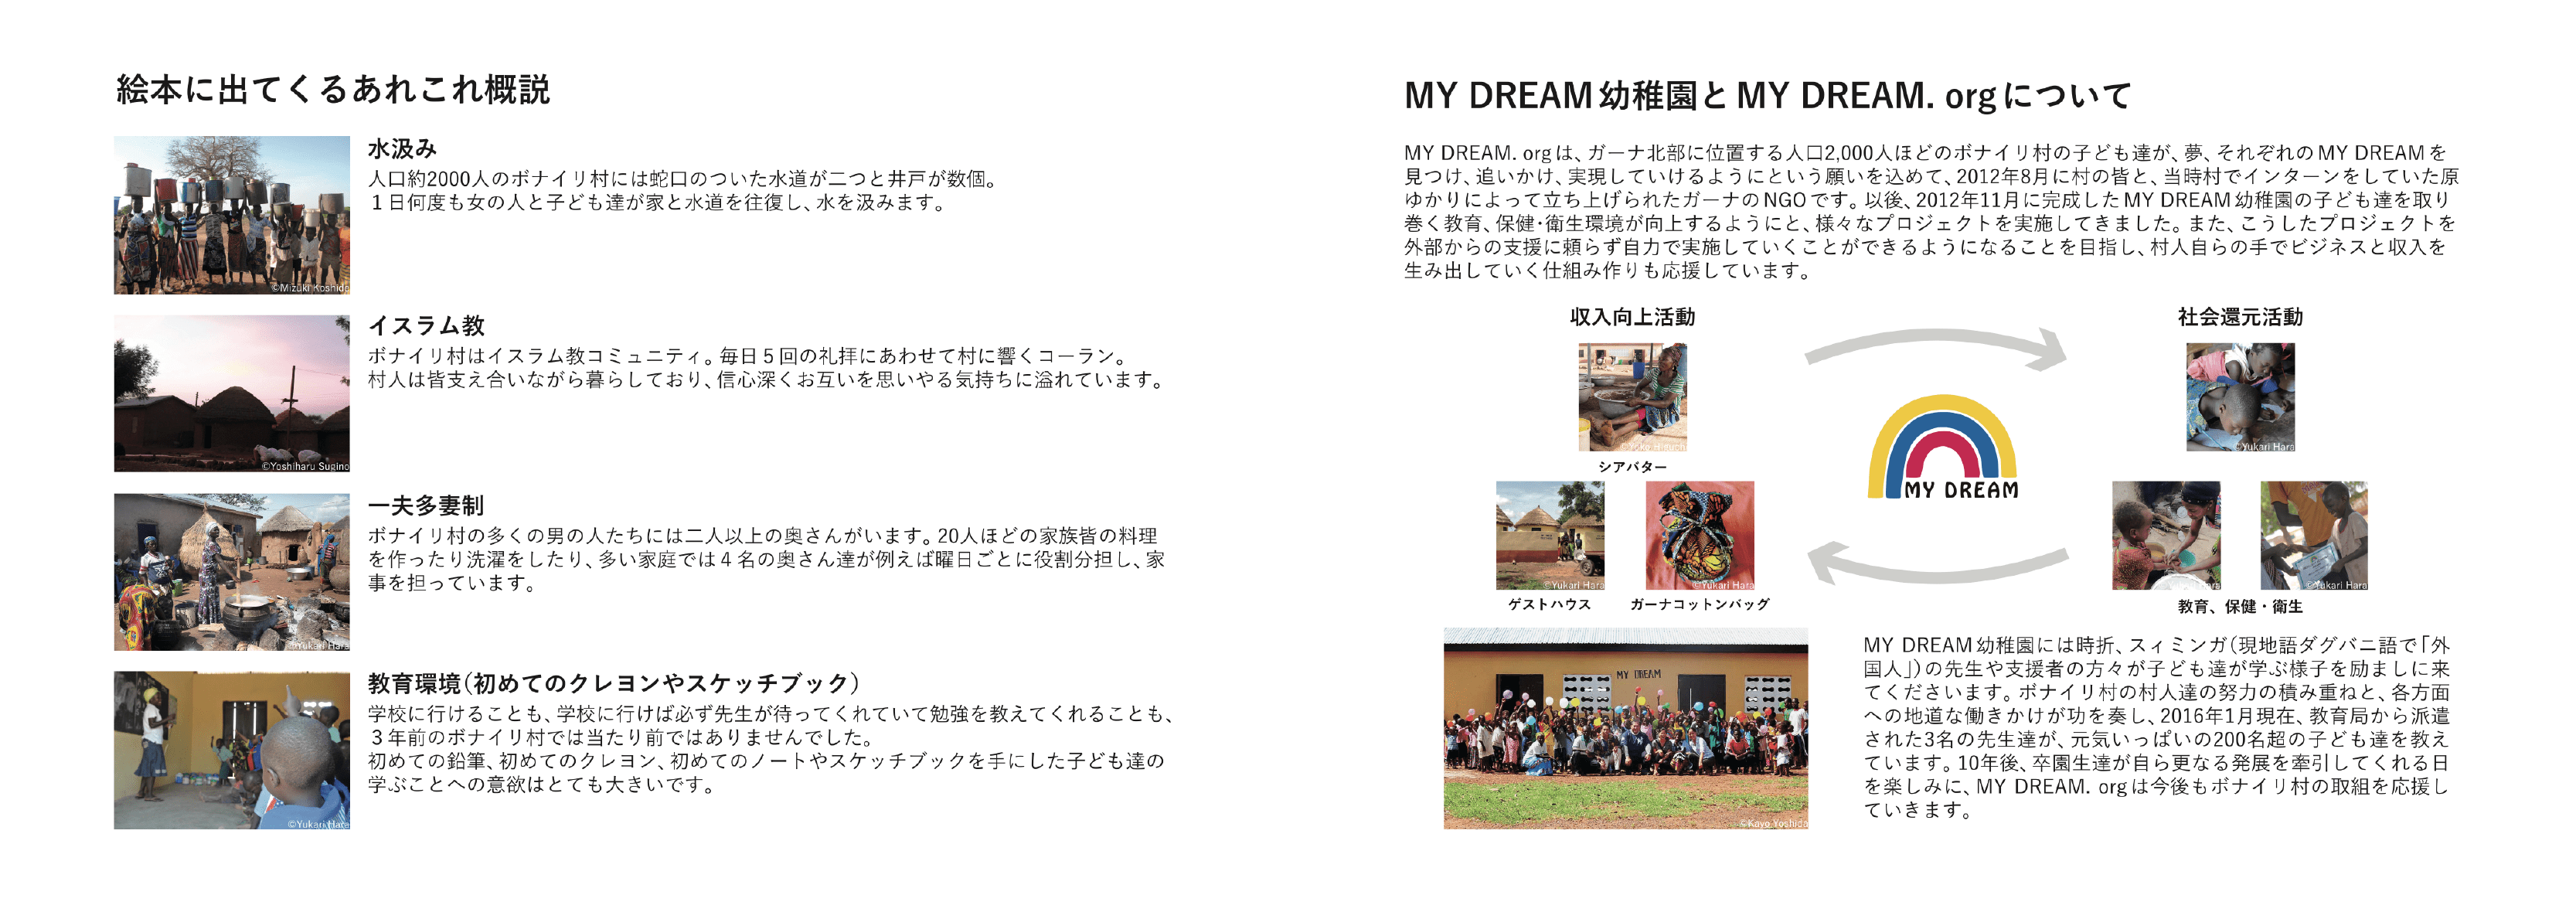 絵本に出てくるあれこれ概説
水汲み
人口約2000人のボナイリ村には蛇口のついた水道が二つと井戸が数個。
１日何度も女の人と子ども達が家と水道を往復し、水を汲みます。
©Mizuki Koshida
イスラム教
ボナイリ村はイスラム教コミュニティ。毎日５回の礼拝にあわせて村に響くコーラン。
村人は皆支え合いながら暮らしており、信心深くお互いを思いやる気持ちに溢れています。
©Yoshiharu Sugino
一夫多妻制
ボナイリ村の多くの男の人たちには二人以上の奥さんがいます。20人ほどの家族皆の料理
を作ったり洗濯をしたり、多い家庭では４名の奥さん達が例えば曜日ごとに役割分担し、家
事を担っています。
©Yukari Hara
教育環境（初めてのクレヨンやスケッチブック）
学校に行けることも、学校に行けば必ず先生が待ってくれていて勉強を教えてくれることも、
３年前のボナイリ村では当たり前ではありませんでした。
初めての鉛筆、初めてのクレヨン、初めてのノートやスケッチブックを手にした子ども達の
学ぶことへの意欲はとても大きいです。
©Yukari Hara
MY DREAM幼稚園とMY DREAM. orgについて
MY DREAM. orgは、ガーナ北部に位置する人口2,000人ほどのボナイリ村の子ども達が、夢、それぞれのMY DREAMを
見つけ、追いかけ、実現していけるようにという願いを込めて、2012年8月に村の皆と、当時村でインターンをしていた原
ゆかりによって立ち上げられたガーナのNGOです。以後、2012年11月に完成したMY DREAM幼稚園の子ども達を取り
巻く教育、保健・衛生環境が向上するようにと、様々なプロジェクトを実施してきました。また、こうしたプロジェクトを
外部からの支援に頼らず自力で実施していくことができるようになることを目指し、村人自らの手でビジネスと収入を
生み出していく仕組み作りも応援しています。
収入向上活動
社会還元活動
©Yukari Hara
シアバター
MY DREAM
©Yukari Hara
©Yukari Hara
©Yukari Hara
ゲストハウス
ガーナコットンバッグ
教育、保健・衛生
MY DREAM
©Kayo Yoshida
MY DREAM幼稚園には時折、スィミンガ（現地語ダグバニ語で「外
国人」）の先生や支援者の方々が子ども達が学ぶ様子を励ましに来
てくださいます。ボナイリ村の村人達の努力の積み重ねと、各方面
への地道な働きかけが功を奏し、2016年1月現在、教育局から派遣
された3名の先生達が、元気いっぱいの200名超の子ども達を教え
ています。10年後、卒園生達が自ら更なる発展を牽引してくれる日
を楽しみに、MY DREAM. orgは今後もボナイリ村の取組を応援し
ていきます。